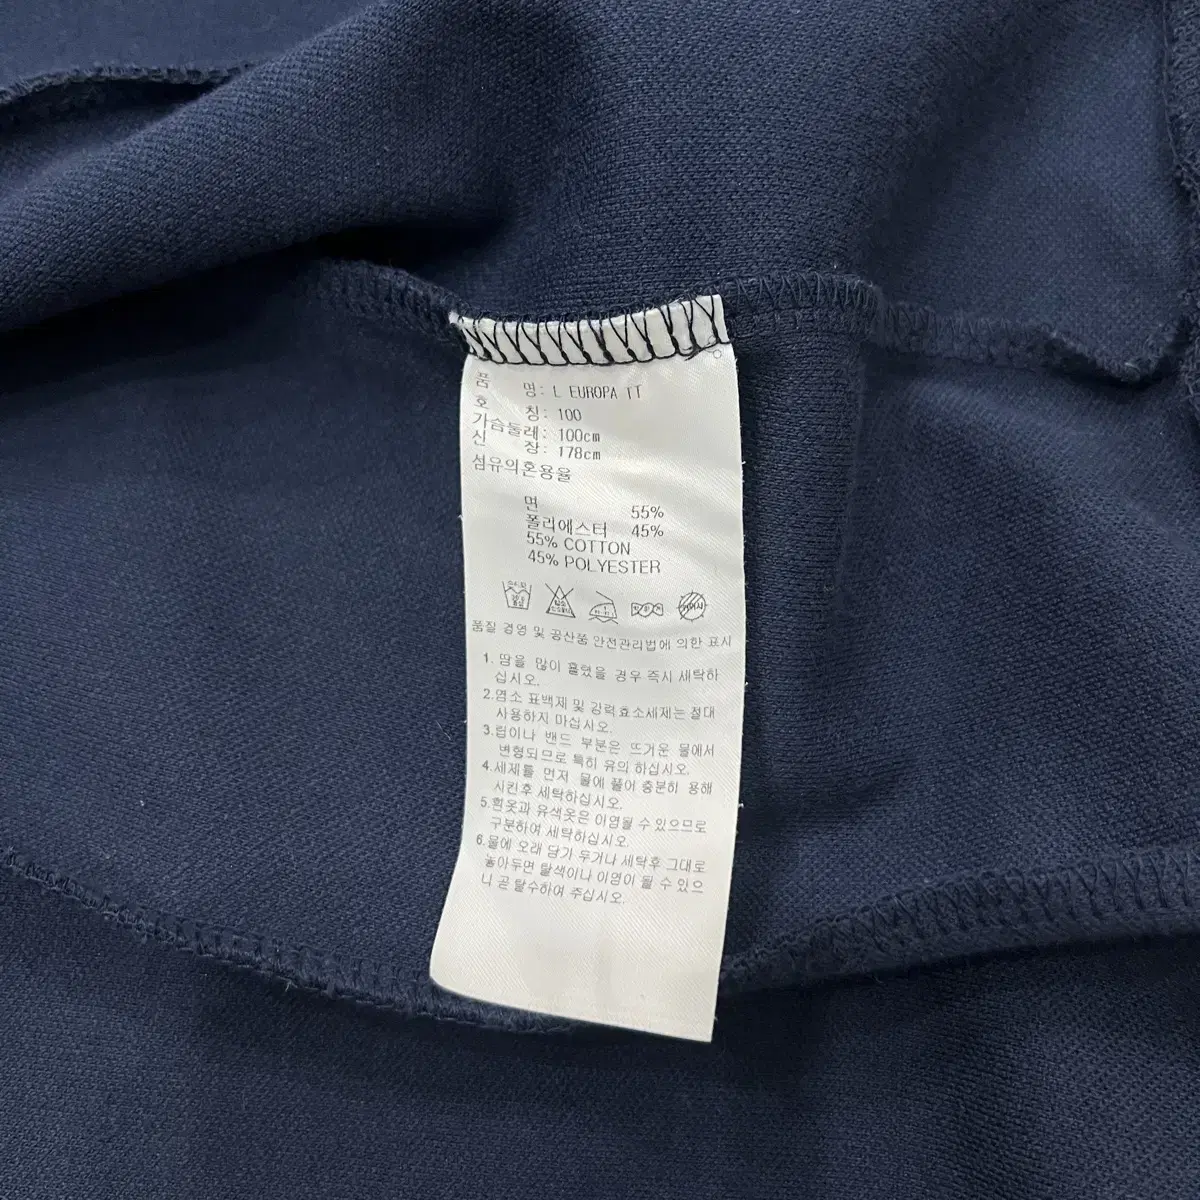 품 명: L EUROPA TT
호 칭: 100
가슴둘레: 100cm
신 장: 178cm
섬유의혼용율
면 55%
폴리에스터 45%
55% COTTON
45% POLYESTER
품질 경영 및 공산품 안전관리법에 의한 표시
1. 땀을 많이 흘렸을 경우 즉시 세탁하
십시오.
2.염소 표백제 및 강력효소세제는 절대
사용하지 마십시오.
3.립이나 밴드 부분은 뜨거운 물에서
변형되므로 특히 유의 하십시오.
4.세제를 먼저 물에 풀어 충분히 용해
시킨후 세탁하십시오.
5.흰옷과 유색옷은 이염될 수 있으므로
구분하여 세탁하십시오.
6.물에 오래 담가 두거나 세탁후 그대로
놓아두면 탈색이나 이염이 될 수 있으
니 곧 탈수하여 주십시오.